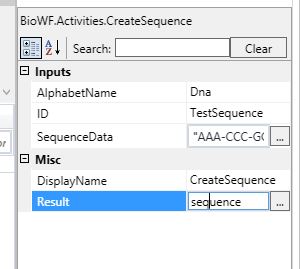 BioWF.Activities.CreateSequence
Search: Clear
Inputs
AlphabetName Dna
ID TestSequence
SequenceData "AAA-CCC-GC ...
Misc
DisplayName CreateSequence
Result sequence ...
or